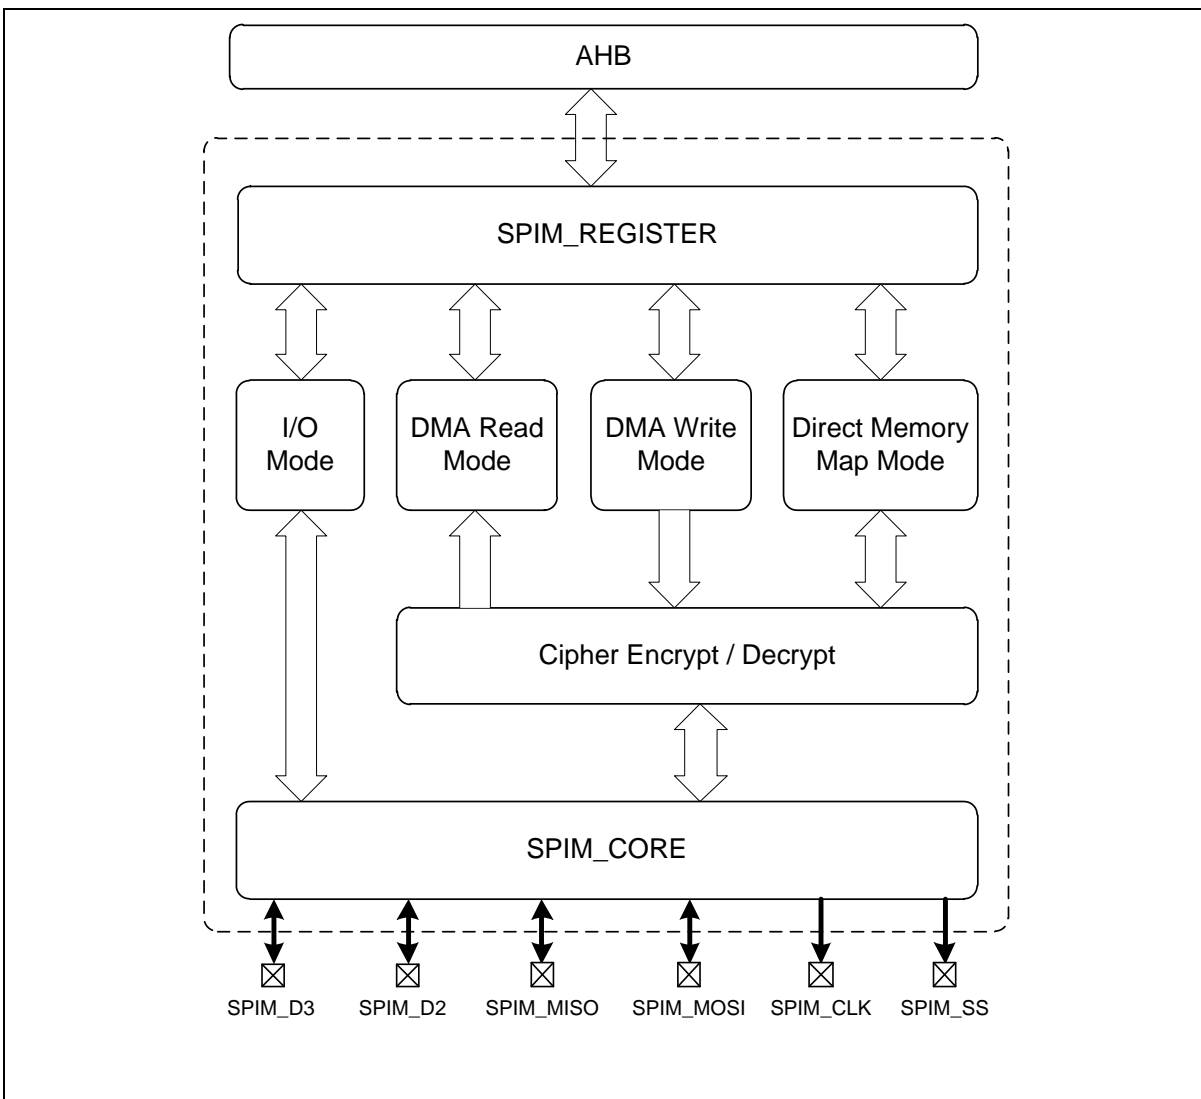 AHB
SPIM_REGISTER
I/O
Mode
DMA Read
Mode
DMA Write
Mode
Direct Memory
Map Mode
Cipher Encrypt / Decrypt
SPIM_CORE
SPIM_D3
SPIM_D2
SPIM_MISO
SPIM_MOSI
SPIM_CLK
SPIM_SS